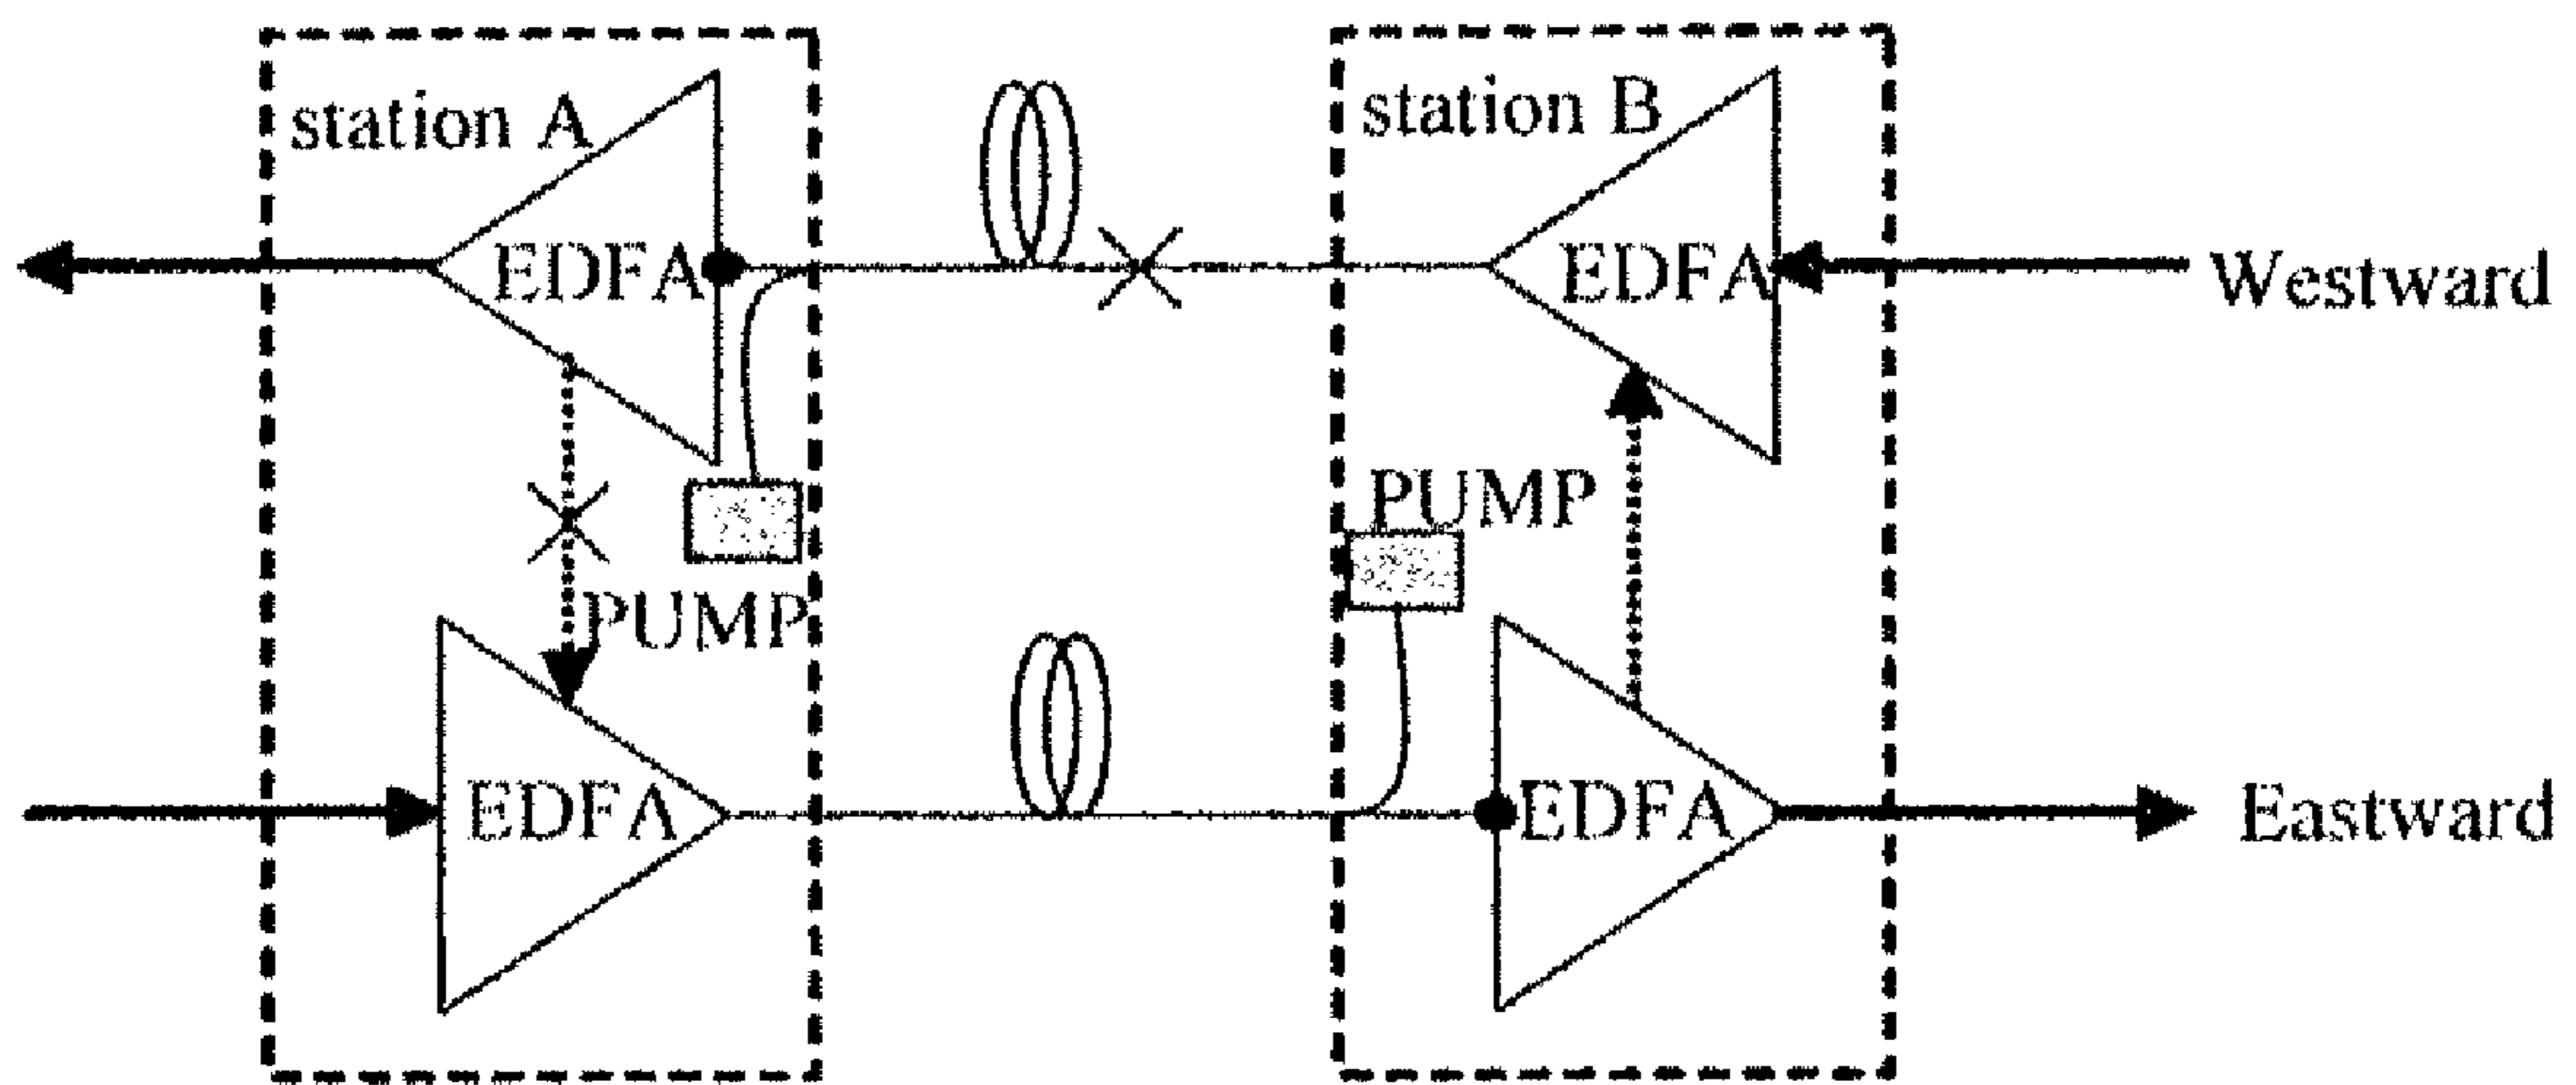 station A
station B
EDFA
EDFA
Westward
PUMP
PUMP
EDFA
EDFA
Eastward